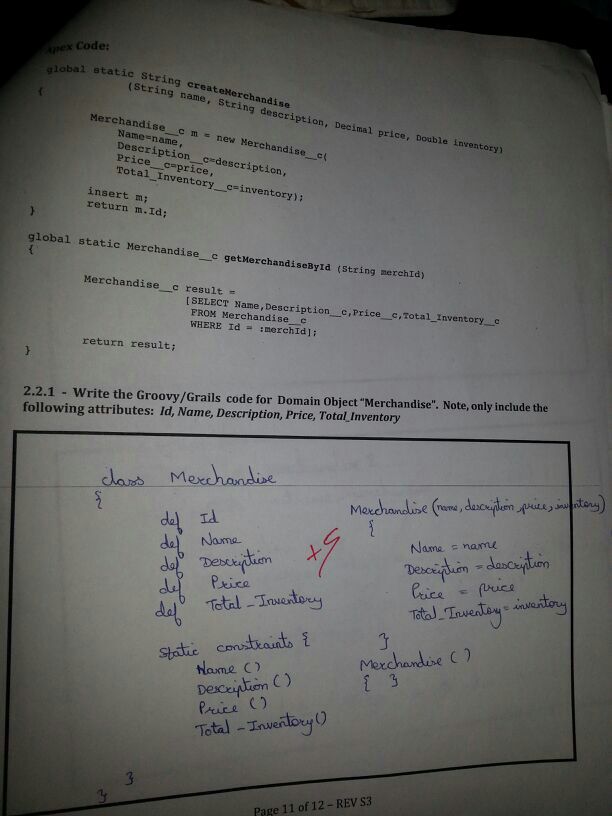 Apex Code:
global static String createMerchandise
(String name, String description, Decimal price, Double inventory)
{
Merchandise__c m = new Merchandise__c(
Name=name,
Description__c=description,
Price__c=price,
Total_Inventory__c=inventory);
insert m;
return m.Id;
}
global static Merchandise__c getMerchandiseById (String merchId)
{
Merchandise__c result =
[SELECT Name,Description__c,Price__c,Total_Inventory__c
FROM Merchandise__c
WHERE Id = :merchId];
return result;
}
2.2.1 - Write the Groovy/Grails code for Domain Object "Merchandise". Note, only include the
following attributes: Id, Name, Description, Price, Total_Inventory
class Merchandise
{
def Id
def Name
def Description
def Price
def Total_Inventory
static constraints {
Name ()
Description ()
Price ()
Total_Inventory()
}
}
+5
Merchandise (name, description, price, inventory)
{
Name = name
Description = description
Price = price
Total_Inventory = inventory
}
Merchandise ()
{ }
Page 11 of 12 – REV S3